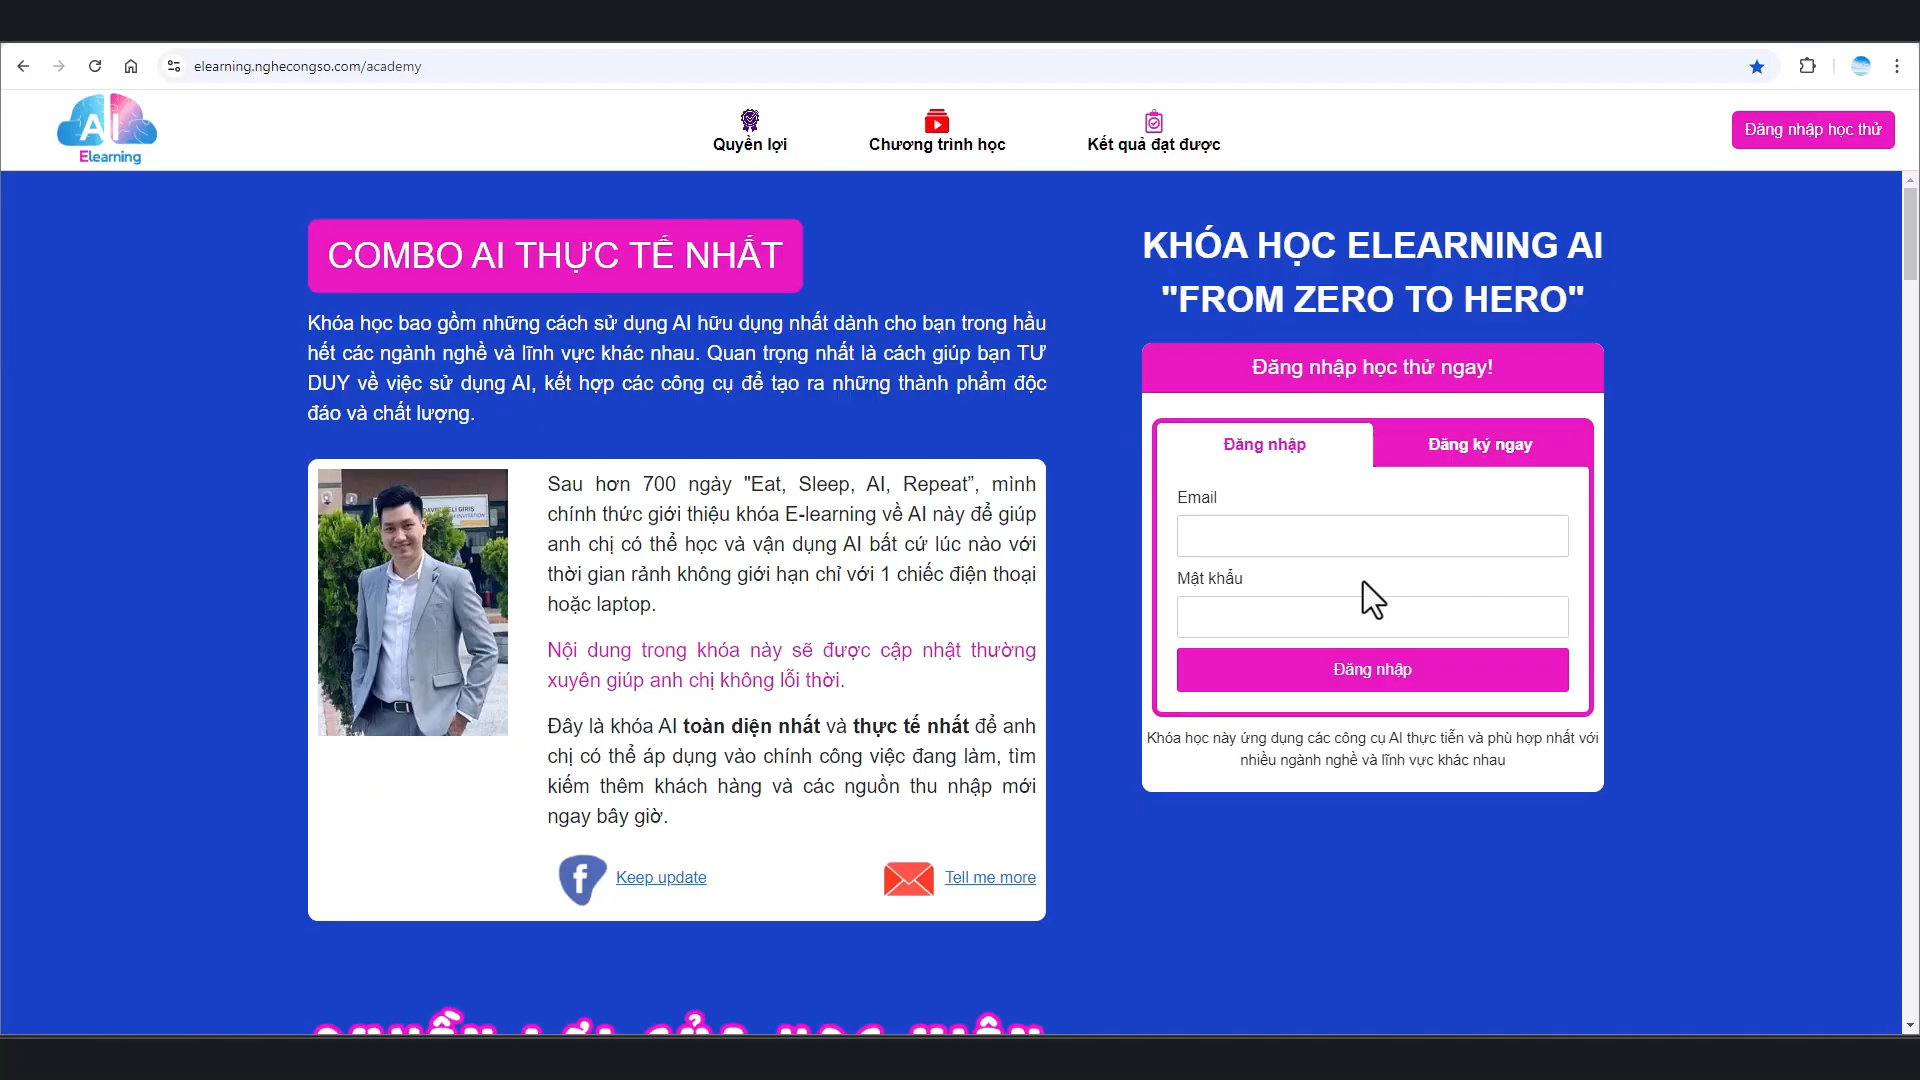 elearning.nghecongso.com/academy
AI
Elearning
Quyền lợi
Chương trình học
Kết quả đạt được
Đăng nhập học thử
COMBO AI THỰC TẾ NHẤT
Khóa học bao gồm những cách sử dụng AI hữu dụng nhất dành cho bạn trong hầu
hết các ngành nghề và lĩnh vực khác nhau. Quan trọng nhất là cách giúp bạn TƯ
DUY về việc sử dụng AI, kết hợp các công cụ để tạo ra những thành phẩm độc
đáo và chất lượng.
Sau hơn 700 ngày "Eat, Sleep, AI, Repeat”, mình
chính thức giới thiệu khóa E-learning về AI này để giúp
anh chị có thể học và vận dụng AI bất cứ lúc nào với
thời gian rảnh không giới hạn chỉ với 1 chiếc điện thoại
hoặc laptop.
Nội dung trong khóa này sẽ được cập nhật thường
xuyên giúp anh chị không lỗi thời.
Đây là khóa AI toàn diện nhất và thực tế nhất để anh
chị có thể áp dụng vào chính công việc đang làm, tìm
kiếm thêm khách hàng và các nguồn thu nhập mới
ngay bây giờ.
Keep update
Tell me more
KHÓA HỌC ELEARNING AI
"FROM ZERO TO HERO"
Đăng nhập học thử ngay!
Đăng nhập
Đăng ký ngay
Email
Mật khẩu
Đăng nhập
Khóa học này ứng dụng các công cụ AI thực tiễn và phù hợp nhất với
nhiều ngành nghề và lĩnh vực khác nhau